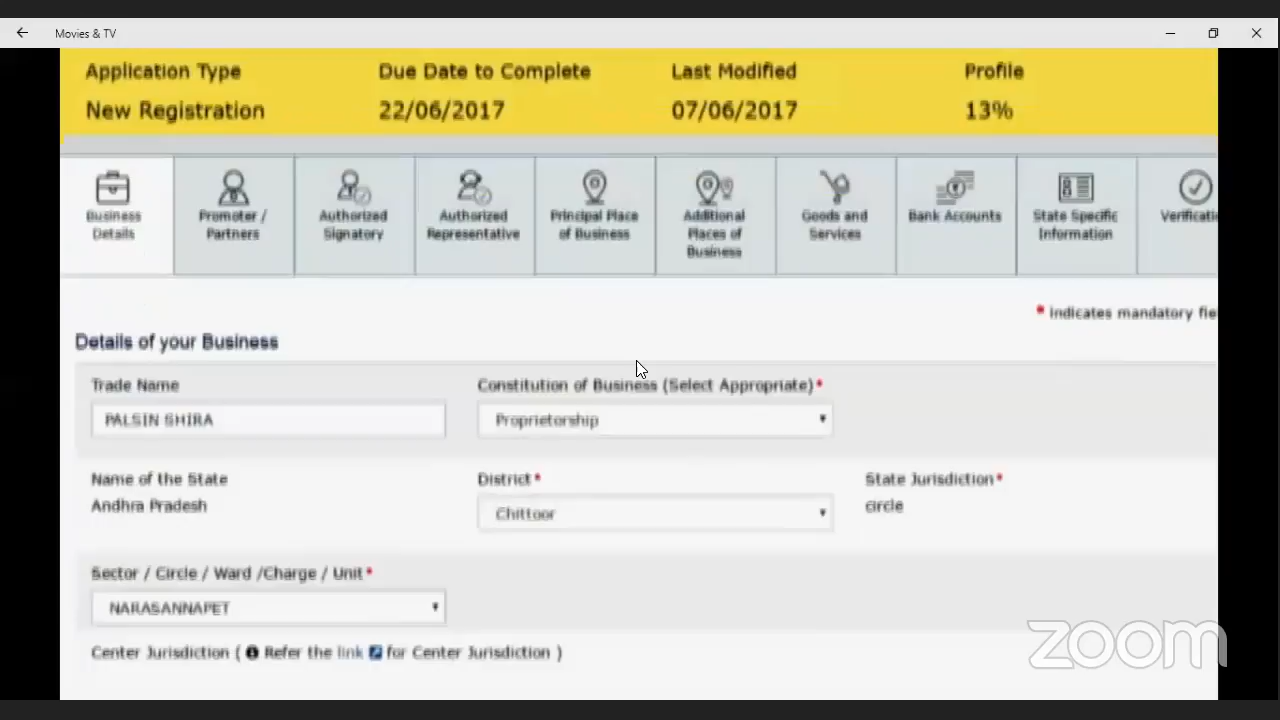 Movies & TV
Application Type Due Date to Complete Last Modified Profile
New Registration 22/06/2017 07/06/2017 13%
Business Details
Promoter / Partners
Authorized Signatory
Authorized Representative
Principal Place of Business
Additional Places of Business
Goods and Services
Bank Accounts
State Specific Information
Verificati
* indicates mandatory fie
Details of your Business
Trade Name Constitution of Business (Select Appropriate)*
PALSIN SHIRA Proprietorship
Name of the State District* State Jurisdiction*
Andhra Pradesh Chittoor circle
Sector / Circle / Ward /Charge / Unit*
NARASANNAPET
Center Jurisdiction ( Refer the link for Center Jurisdiction )
zoom